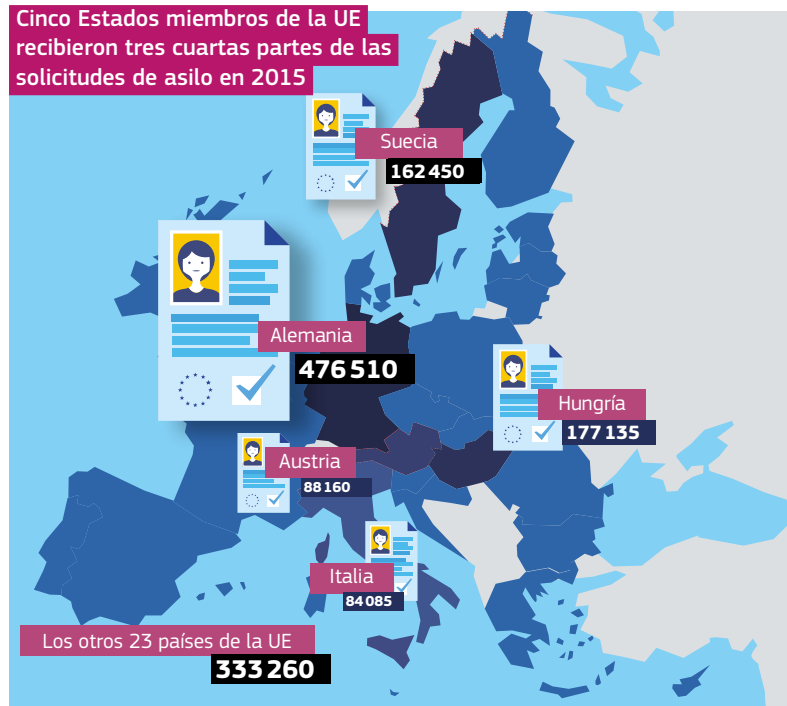 Cinco Estados miembros de la UE
recibieron tres cuartas partes de las
solicitudes de asilo en 2015
Suecia
162 450
Alemania
476 510
Hungría
177 135
Austria
88 160
Italia
84 085
Los otros 23 países de la UE
333 260